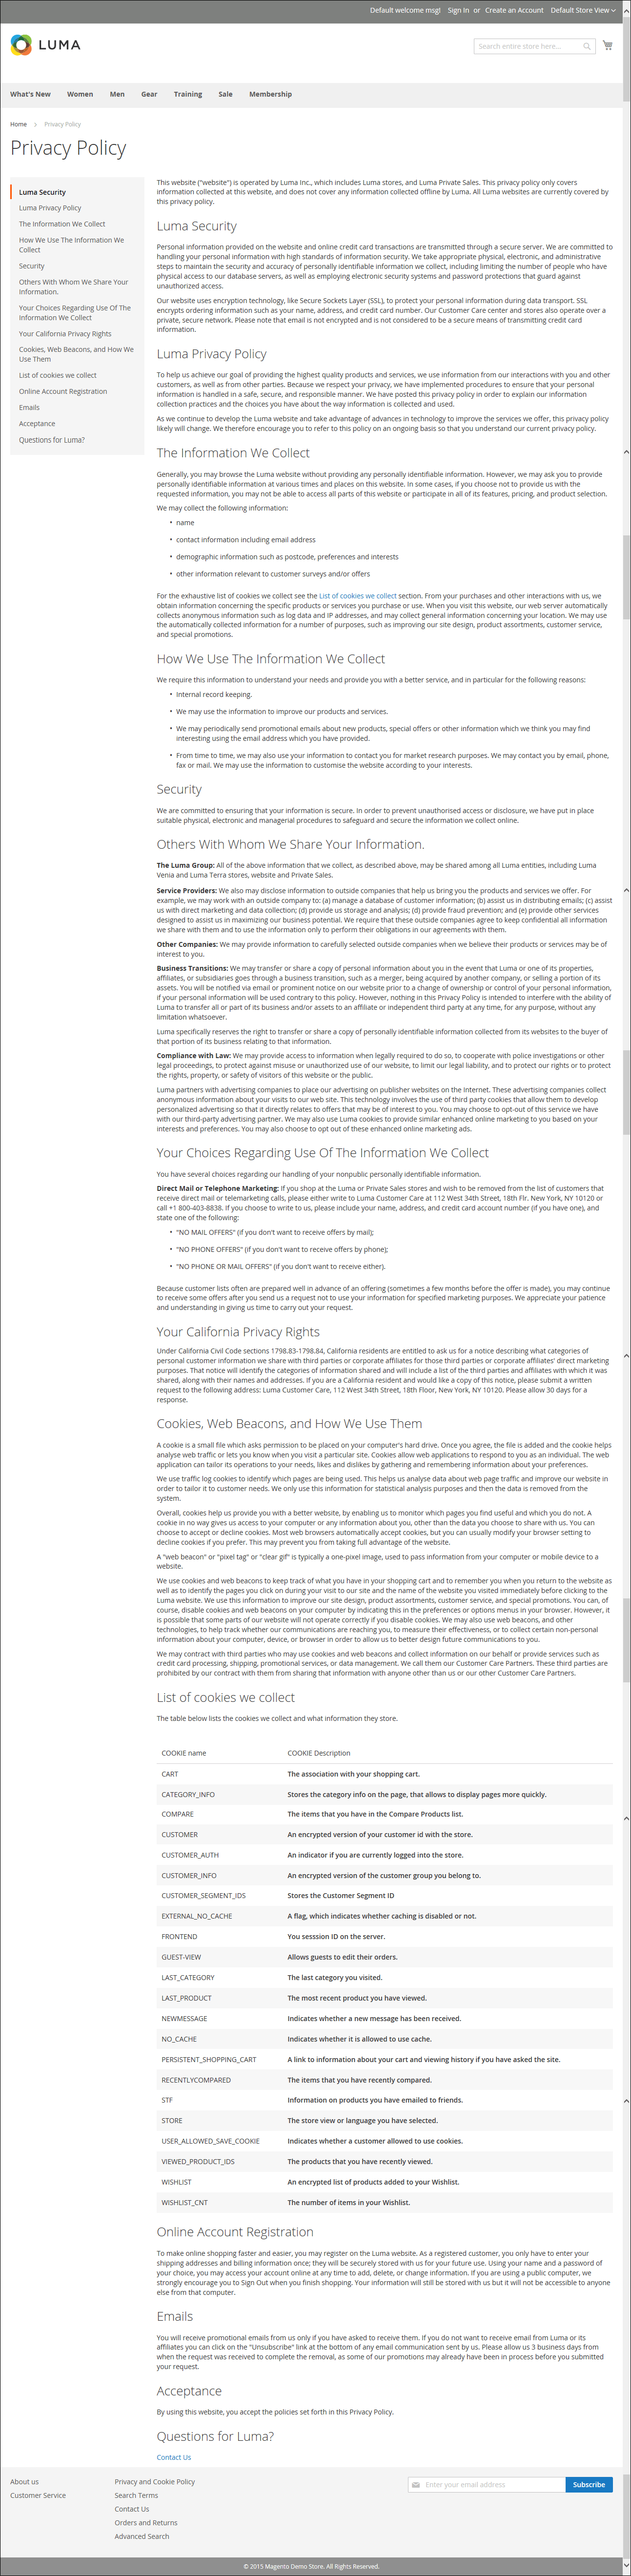 Default welcome msg! Sign In or Create an Account Default Store View
LUMA
Search entire store here...
What's New Women Men Gear Training Sale Membership
Home > Privacy Policy
Privacy Policy
Luma Security
Luma Privacy Policy
The Information We Collect
How We Use The Information We
Collect
Security
Others With Whom We Share Your
Information.
Your Choices Regarding Use Of The
Information We Collect
Your California Privacy Rights
Cookies, Web Beacons, and How We
Use Them
List of cookies we collect
Online Account Registration
Emails
Acceptance
Questions for Luma?
This website ("website") is operated by Luma Inc., which includes Luma stores, and Luma Private Sales. This privacy policy only covers
information collected at this website, and does not cover any information collected offline by Luma. All Luma websites are currently covered by
this privacy policy.
Luma Security
Personal information provided on the website and online credit card transactions are transmitted through a secure server. We are committed to
handling your personal information with high standards of information security. We take appropriate physical, electronic, and administrative
steps to maintain the security and accuracy of personally identifiable information we collect, including limiting the number of people who have
physical access to our database servers, as well as employing electronic security systems and password protections that guard against
unauthorized access.
Our website uses encryption technology, like Secure Sockets Layer (SSL), to protect your personal information during data transport. SSL
encrypts ordering information such as your name, address, and credit card number. Our Customer Care center and stores also operate over a
private, secure network. Please note that email is not encrypted and is not considered to be a secure means of transmitting credit card
information.
Luma Privacy Policy
To help us achieve our goal of providing the highest quality products and services, we use information from our interactions with you and other
customers, as well as from other parties. Because we respect your privacy, we have implemented procedures to ensure that your personal
information is handled in a safe, secure, and responsible manner. We have posted this privacy policy in order to explain our information
collection practices and the choices you have about the way information is collected and used.
As we continue to develop the Luma website and take advantage of advances in technology to improve the services we offer, this privacy policy
likely will change. We therefore encourage you to refer to this policy on an ongoing basis so that you understand our current privacy policy.
The Information We Collect
Generally, you may browse the Luma website without providing any personally identifiable information. However, we may ask you to provide
personally identifiable information at various times and places on this website. In some cases, if you choose not to provide us with the
requested information, you may not be able to access all parts of this website or participate in all of its features, pricing, and product selection.
We may collect the following information:
• name
• contact information including email address
• demographic information such as postcode, preferences and interests
• other information relevant to customer surveys and/or offers
For the exhaustive list of cookies we collect see the List of cookies we collect section. From your purchases and other interactions with us, we
obtain information concerning the specific products or services you purchase or use. When you visit this website, our web server automatically
collects anonymous information such as log data and IP addresses, and may collect general information concerning your location. We may use
the automatically collected information for a number of purposes, such as improving our site design, product assortments, customer service,
and special promotions.
How We Use The Information We Collect
We require this information to understand your needs and provide you with a better service, and in particular for the following reasons:
• Internal record keeping.
• We may use the information to improve our products and services.
• We may periodically send promotional emails about new products, special offers or other information which we think you may find
interesting using the email address which you have provided.
• From time to time, we may also use your information to contact you for market research purposes. We may contact you by email, phone,
fax or mail. We may use the information to customise the website according to your interests.
Security
We are committed to ensuring that your information is secure. In order to prevent unauthorised access or disclosure, we have put in place
suitable physical, electronic and managerial procedures to safeguard and secure the information we collect online.
Others With Whom We Share Your Information.
The Luma Group: All of the above information that we collect, as described above, may be shared among all Luma entities, including Luma
Venia and Luma Terra stores, website and Private Sales.
Service Providers: We also may disclose information to outside companies that help us bring you the products and services we offer. For
example, we may work with an outside company to: (a) manage a database of customer information; (b) assist us in distributing emails; (c) assist
us with direct marketing and data collection; (d) provide us storage and analysis; (d) provide fraud prevention; and (e) provide other services
designed to assist us in maximizing our business potential. We require that these outside companies agree to keep confidential all information
we share with them and to use the information only to perform their obligations in our agreements with them.
Other Companies: We may provide information to carefully selected outside companies when we believe their products or services may be of
interest to you.
Business Transitions: We may transfer or share a copy of personal information about you in the event that Luma or one of its properties,
affiliates, or subsidiaries goes through a business transition, such as a merger, being acquired by another company, or selling a portion of its
assets. You will be notified via email or prominent notice on our website prior to a change of ownership or control of your personal information,
if your personal information will be used contrary to this policy. However, nothing in this Privacy Policy is intended to interfere with the ability of
Luma to transfer all or part of its business and/or assets to an affiliate or independent third party at any time, for any purpose, without any
limitation whatsoever.
Luma specifically reserves the right to transfer or share a copy of personally identifiable information collected from its websites to the buyer of
that portion of its business relating to that information.
Compliance with Law: We may provide access to information when legally required to do so, to cooperate with police investigations or other
legal proceedings, to protect against misuse or unauthorized use of our website, to limit our legal liability, and to protect our rights or to protect
the rights, property, or safety of visitors of this website or the public.
Luma partners with advertising companies to place our advertising on publisher websites on the Internet. These advertising companies collect
anonymous information about your visits to our web site. This technology involves the use of third party cookies that allow them to develop
personalized advertising so that it directly relates to offers that may be of interest to you. You may choose to opt-out of this service we have
with our third-party advertising partner. We may also use Luma cookies to provide similar enhanced online marketing to you based on your
interests and preferences. You may also choose to opt out of these enhanced online marketing ads.
Your Choices Regarding Use Of The Information We Collect
You have several choices regarding our handling of your nonpublic personally identifiable information.
Direct Mail or Telephone Marketing: If you shop at the Luma or Private Sales stores and wish to be removed from the list of customers that
receive direct mail or telemarketing calls, please either write to Luma Customer Care at 112 West 34th Street, 18th Flr. New York, NY 10120 or
call +1 800-403-8838. If you choose to write to us, please include your name, address, and credit card account number (if you have one), and
state one of the following:
• "NO MAIL OFFERS" (if you don't want to receive offers by mail);
• "NO PHONE OFFERS" (if you don't want to receive offers by phone);
• "NO PHONE OR MAIL OFFERS" (if you don't want to receive either).
Because customer lists often are prepared well in advance of an offering (sometimes a few months before the offer is made), you may continue
to receive some offers after you send us a request not to use your information for specified marketing purposes. We appreciate your patience
and understanding in giving us time to carry out your request.
Your California Privacy Rights
Under California Civil Code sections 1798.83-1798.84, California residents are entitled to ask us for a notice describing what categories of
personal customer information we share with third parties or corporate affiliates for those third parties or corporate affiliates' direct marketing
purposes. That notice will identify the categories of information shared and will include a list of the third parties and affiliates with which it was
shared, along with their names and addresses. If you are a California resident and would like a copy of this notice, please submit a written
request to the following address: Luma Customer Care, 112 West 34th Street, 18th Floor, New York, NY 10120. Please allow 30 days for a
response.
Cookies, Web Beacons, and How We Use Them
A cookie is a small file which asks permission to be placed on your computer's hard drive. Once you agree, the file is added and the cookie helps
analyse web traffic or lets you know when you visit a particular site. Cookies allow web applications to respond to you as an individual. The web
application can tailor its operations to your needs, likes and dislikes by gathering and remembering information about your preferences.
We use traffic log cookies to identify which pages are being used. This helps us analyse data about web page traffic and improve our website in
order to tailor it to customer needs. We only use this information for statistical analysis purposes and then the data is removed from the
system.
Overall, cookies help us provide you with a better website, by enabling us to monitor which pages you find useful and which you do not. A
cookie in no way gives us access to your computer or any information about you, other than the data you choose to share with us. You can
choose to accept or decline cookies. Most web browsers automatically accept cookies, but you can usually modify your browser setting to
decline cookies if you prefer. This may prevent you from taking full advantage of the website.
A "web beacon" or "pixel tag" or "clear gif" is typically a one-pixel image, used to pass information from your computer or mobile device to a
website.
We use cookies and web beacons to keep track of what you have in your shopping cart and to remember you when you return to the website as
well as to identify the pages you click on during your visit to our site and the name of the website you visited immediately before clicking to the
Luma website. We use this information to improve our site design, product assortments, customer service, and special promotions. You can, of
course, disable cookies and web beacons on your computer by indicating this in the preferences or options menus in your browser. However, it
is possible that some parts of our website will not operate correctly if you disable cookies. We may also use web beacons, and other
technologies, to help track whether our communications are reaching you, to measure their effectiveness, or to collect certain non-personal
information about your computer, device, or browser in order to allow us to better design future communications to you.
We may contract with third parties who may use cookies and web beacons and collect information on our behalf or provide services such as
credit card processing, shipping, promotional services, or data management. We call them our Customer Care Partners. These third parties are
prohibited by our contract with them from sharing that information with anyone other than us or our other Customer Care Partners.
List of cookies we collect
The table below lists the cookies we collect and what information they store.
COOKIE name COOKIE Description
CART The association with your shopping cart.
CATEGORY_INFO Stores the category info on the page, that allows to display pages more quickly.
COMPARE The items that you have in the Compare Products list.
CUSTOMER An encrypted version of your customer id with the store.
CUSTOMER_AUTH An indicator if you are currently logged into the store.
CUSTOMER_INFO An encrypted version of the customer group you belong to.
CUSTOMER_SEGMENT_IDS Stores the Customer Segment ID
EXTERNAL_NO_CACHE A flag, which indicates whether caching is disabled or not.
FRONTEND You sesssion ID on the server.
GUEST-VIEW Allows guests to edit their orders.
LAST_CATEGORY The last category you visited.
LAST_PRODUCT The most recent product you have viewed.
NEWMESSAGE Indicates whether a new message has been received.
NO_CACHE Indicates whether it is allowed to use cache.
PERSISTENT_SHOPPING_CART A link to information about your cart and viewing history if you have asked the site.
RECENTLYCOMPARED The items that you have recently compared.
STF Information on products you have emailed to friends.
STORE The store view or language you have selected.
USER_ALLOWED_SAVE_COOKIE Indicates whether a customer allowed to use cookies.
VIEWED_PRODUCT_IDS The products that you have recently viewed.
WISHLIST An encrypted list of products added to your Wishlist.
WISHLIST_CNT The number of items in your Wishlist.
Online Account Registration
To make online shopping faster and easier, you may register on the Luma website. As a registered customer, you only have to enter your
shipping addresses and billing information once; they will be securely stored with us for your future use. Using your name and a password of
your choice, you may access your account online at any time to add, delete, or change information. If you are using a public computer, we
strongly encourage you to Sign Out when you finish shopping. Your information will still be stored with us but it will not be accessible to anyone
else from that computer.
Emails
You will receive promotional emails from us only if you have asked to receive them. If you do not want to receive email from Luma or its
affiliates you can click on the "Unsubscribe" link at the bottom of any email communication sent by us. Please allow us 3 business days from
when the request was received to complete the removal, as some of our promotions may already have been in process before you submitted
your request.
Acceptance
By using this website, you accept the policies set forth in this Privacy Policy.
Questions for Luma?
Contact Us
About us
Customer Service
Privacy and Cookie Policy
Search Terms
Contact Us
Orders and Returns
Advanced Search
Enter your email address Subscribe
© 2015 Magento Demo Store. All Rights Reserved.